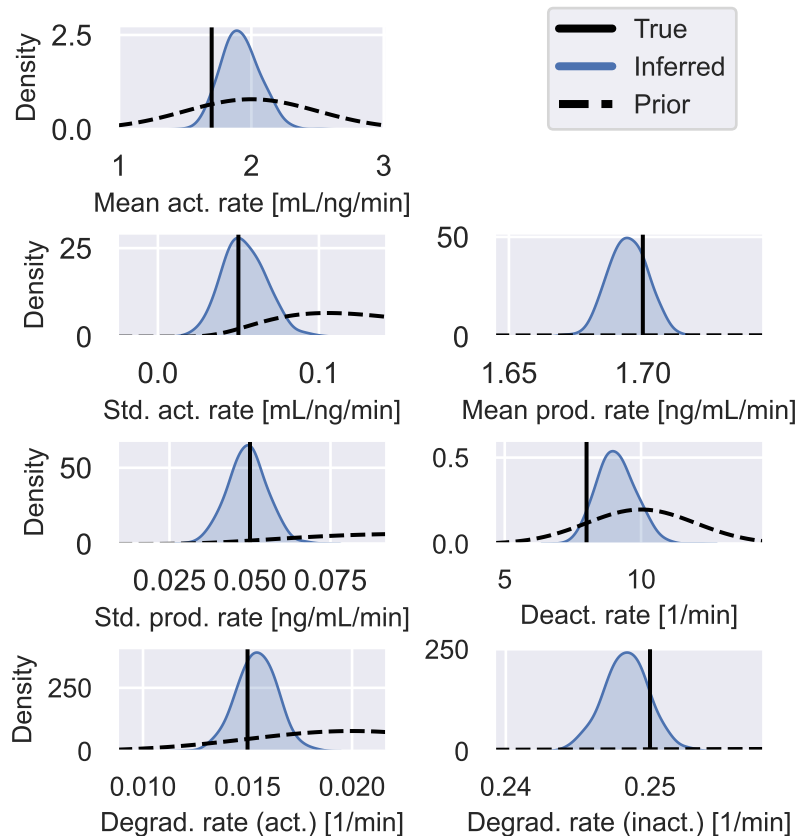 True
Inferred
Prior
Density
2.5
0.0
1 2 3
Mean act. rate [mL/ng/min]
Density
25
0
0.0 0.1
Std. act. rate [mL/ng/min]
50
0
1.65 1.70
Mean prod. rate [ng/mL/min]
Density
50
0
0.025 0.050 0.075
Std. prod. rate [ng/mL/min]
0.5
0.0
5 10
Deact. rate [1/min]
Density
250
0
0.010 0.015 0.020
Degrad. rate (act.) [1/min]
250
0
0.24 0.25
Degrad. rate (inact.) [1/min]